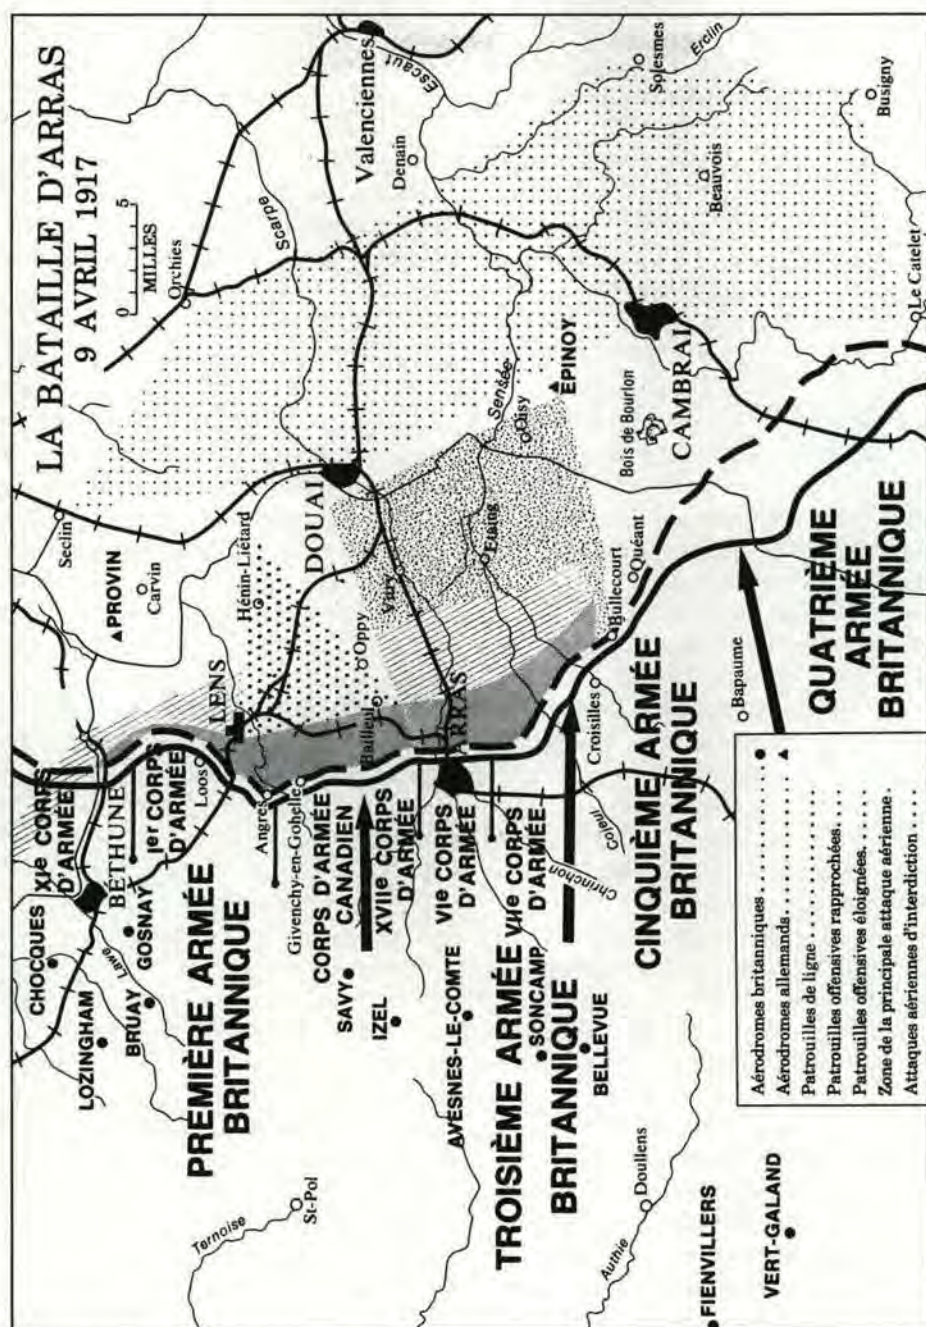 LA BATAILLE D'ARRAS
9 AVRIL 1917
0 5
MILLES
Seclin
Orchies
Scarpe
Valenciennes
Escaut
Denain
Solesmes
Erclin
Beauvois
Busigny
Le Catelet
PROVIN
Carvin
Hénin-Liétard
DOUAI
Vitry
Etaing
Sensée
Oisy
ÉPINOY
Bois de Bourlon
CAMBRAI
Quéant
Bullecourt
Oppy
Bailleul
LENS
ARRAS
Croisilles
Bapaume
Cojeul
Chrinchon
XIe CORPS
D'ARMÉE
BÉTHUNE
Ier CORPS
D'ARMÉE
Loos
Angres
Givenchy-en-Gohelle
CORPS D'ARMÉE
CANADIEN
XVIIe CORPS
D'ARMÉE
VIe CORPS
D'ARMÉE
VIIe CORPS
D'ARMÉE
CHOCQUES
LOZINGHAM
Lawe
GOSNAY
BRUAY
PREMIÈRE ARMÉE
BRITANNIQUE
SAVY
IZEL
AVESNES-LE-COMTE
TROISIÈME ARMÉE
BRITANNIQUE
SONCAMP
BELLEVUE
CINQUIÈME ARMÉE
BRITANNIQUE
QUATRIÈME
ARMÉE
BRITANNIQUE
Ternoise
St-Pol
Authie
Doullens
FIENVILLERS
VERT-GALAND
Aérodromes britanniques
Aérodromes allemands
Patrouilles de ligne
Patrouilles offensives rapprochées
Patrouilles offensives éloignées
Zone de la principale attaque aérienne
Attaques aériennes d'interdiction